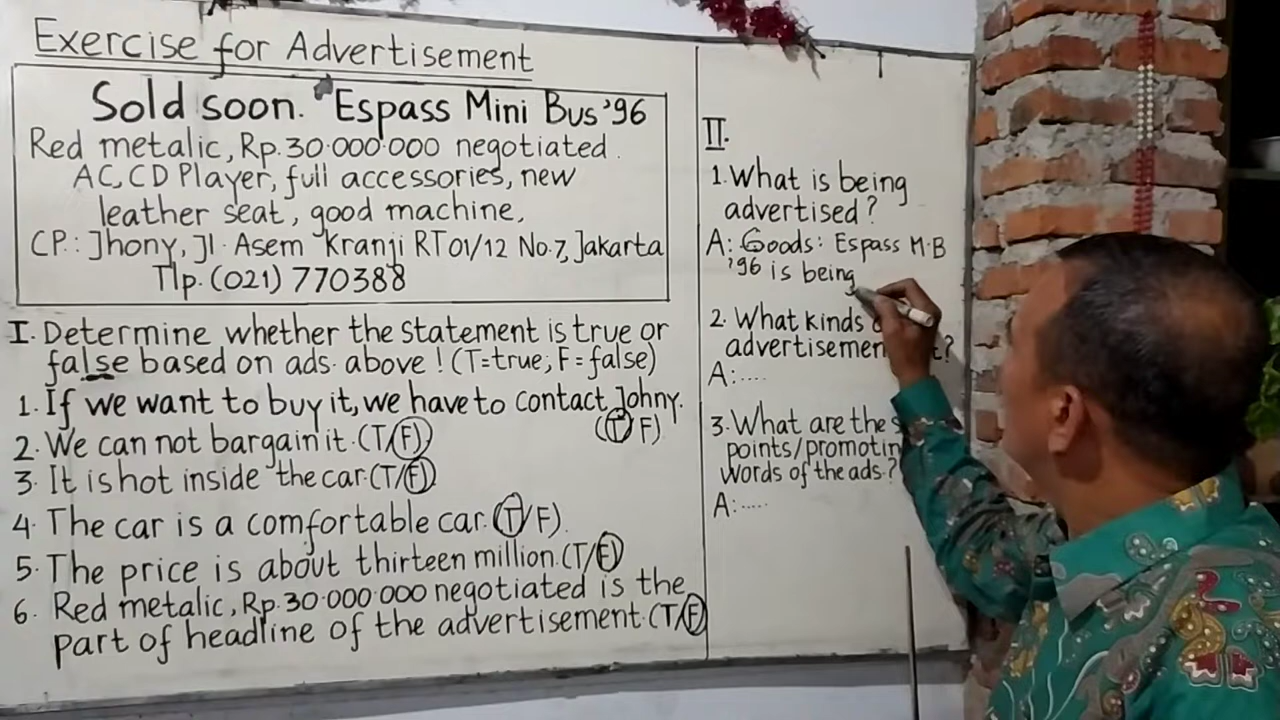 Exercise for Advertisement
Sold soon. Espass Mini Bus '96
Red metalic, Rp.30.000.000 negotiated.
AC, CD Player, full accessories, new
leather seat, good machine,
CP.: Jhony, Jl. Asem Kranji RT 01/12 No.7, Jakarta
Tlp. (021) 770388
I. Determine whether the statement is true or
false based on ads. above! (T=true; F=false)
1. If we want to buy it, we have to contact Johny.
(T/F)
2. We can not bargain it. (T/F)
3. It is hot inside the car. (T/F)
4. The car is a comfortable car. (T/F).
5. The price is about thirteen million. (T/F)
6. Red metalic, Rp.30.000.000 negotiated is the
part of headline of the advertisement. (T/F)
II.
1. What is being
advertised?
A: Goods: Espass M.B
'96 is being
2. What kinds
advertisemen ?
A:....
3. What are the
points/promotin
words of the ads.?
A:.....